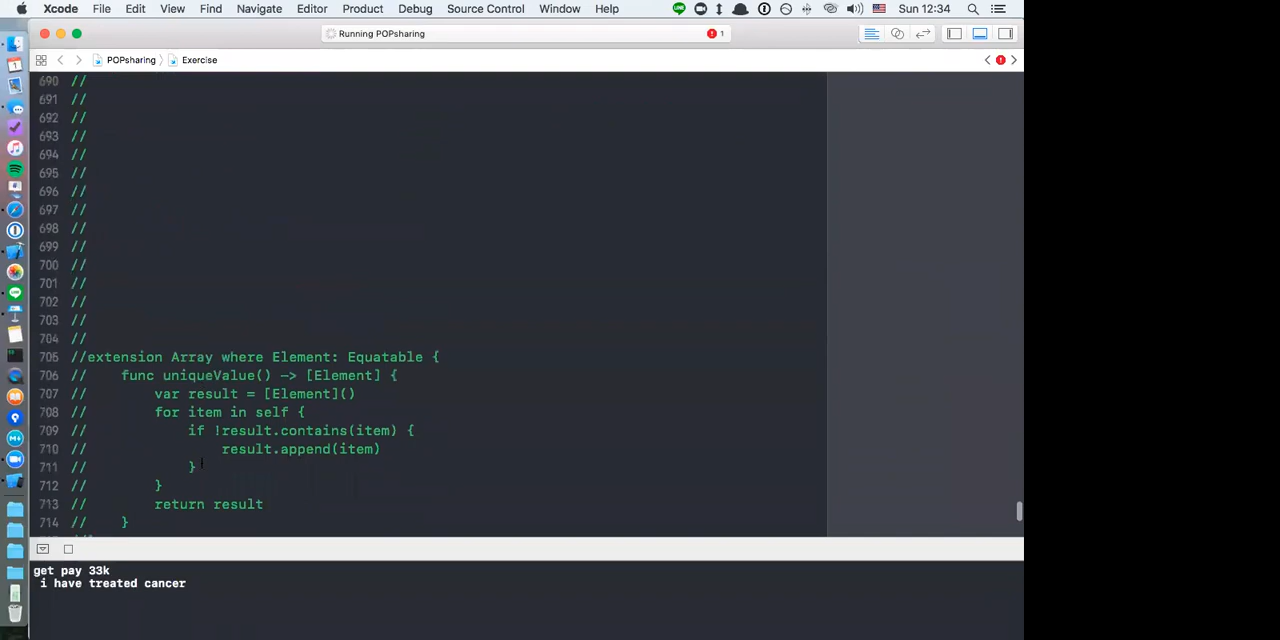 Xcode File Edit View Find Navigate Editor Product Debug Source Control Window Help Sun 12:34
Running POPsharing 1
POPsharing Exercise
690 //
691 //
692 //
693 //
694 //
695 //
696 //
697 //
698 //
699 //
700 //
701 //
702 //
703 //
704 //
705 //extension Array where Element: Equatable {
706 //    func uniqueValue() -> [Element] {
707 //        var result = [Element]()
708 //        for item in self {
709 //            if !result.contains(item) {
710 //                result.append(item)
711 //            }
712 //        }
713 //        return result
714 //    }
get pay 33k
i have treated cancer